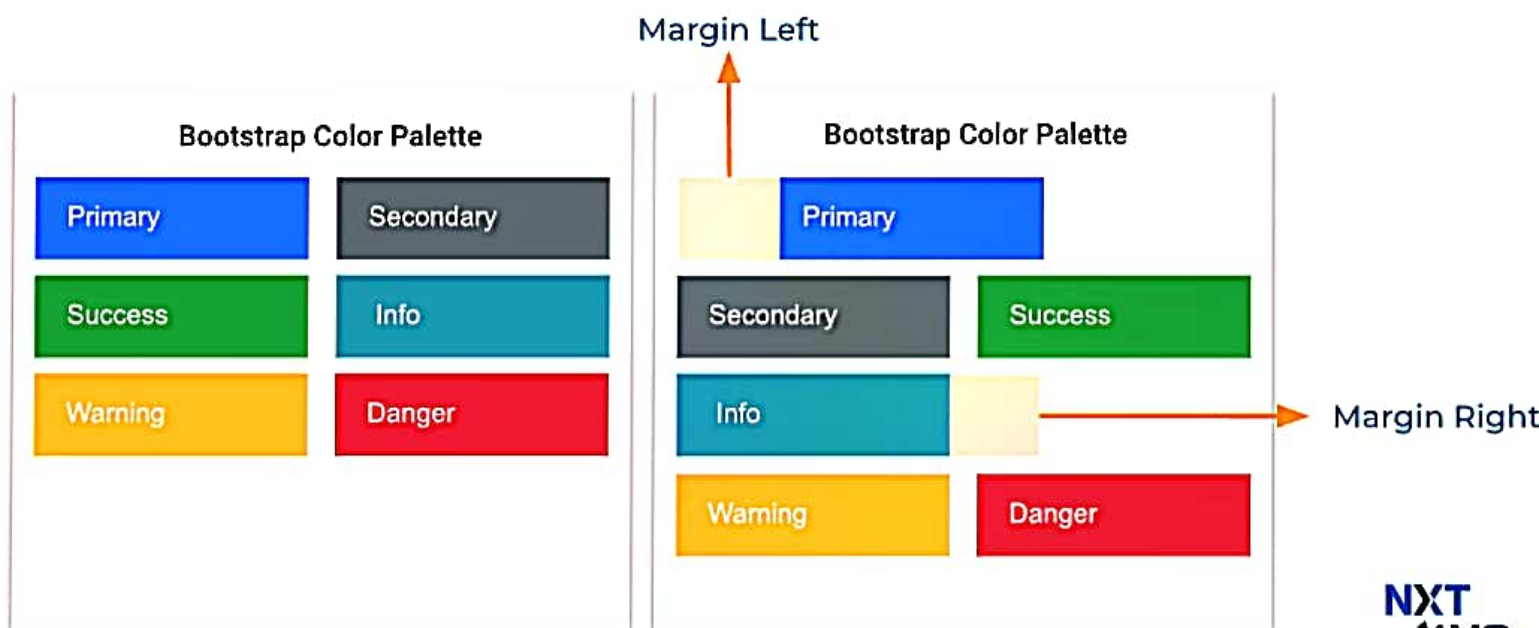 Margin Left
Bootstrap Color Palette
Primary
Secondary
Success
Info
Warning
Danger
Bootstrap Color Palette
Primary
Secondary
Success
Info
Margin Right
Warning
Danger
NXT